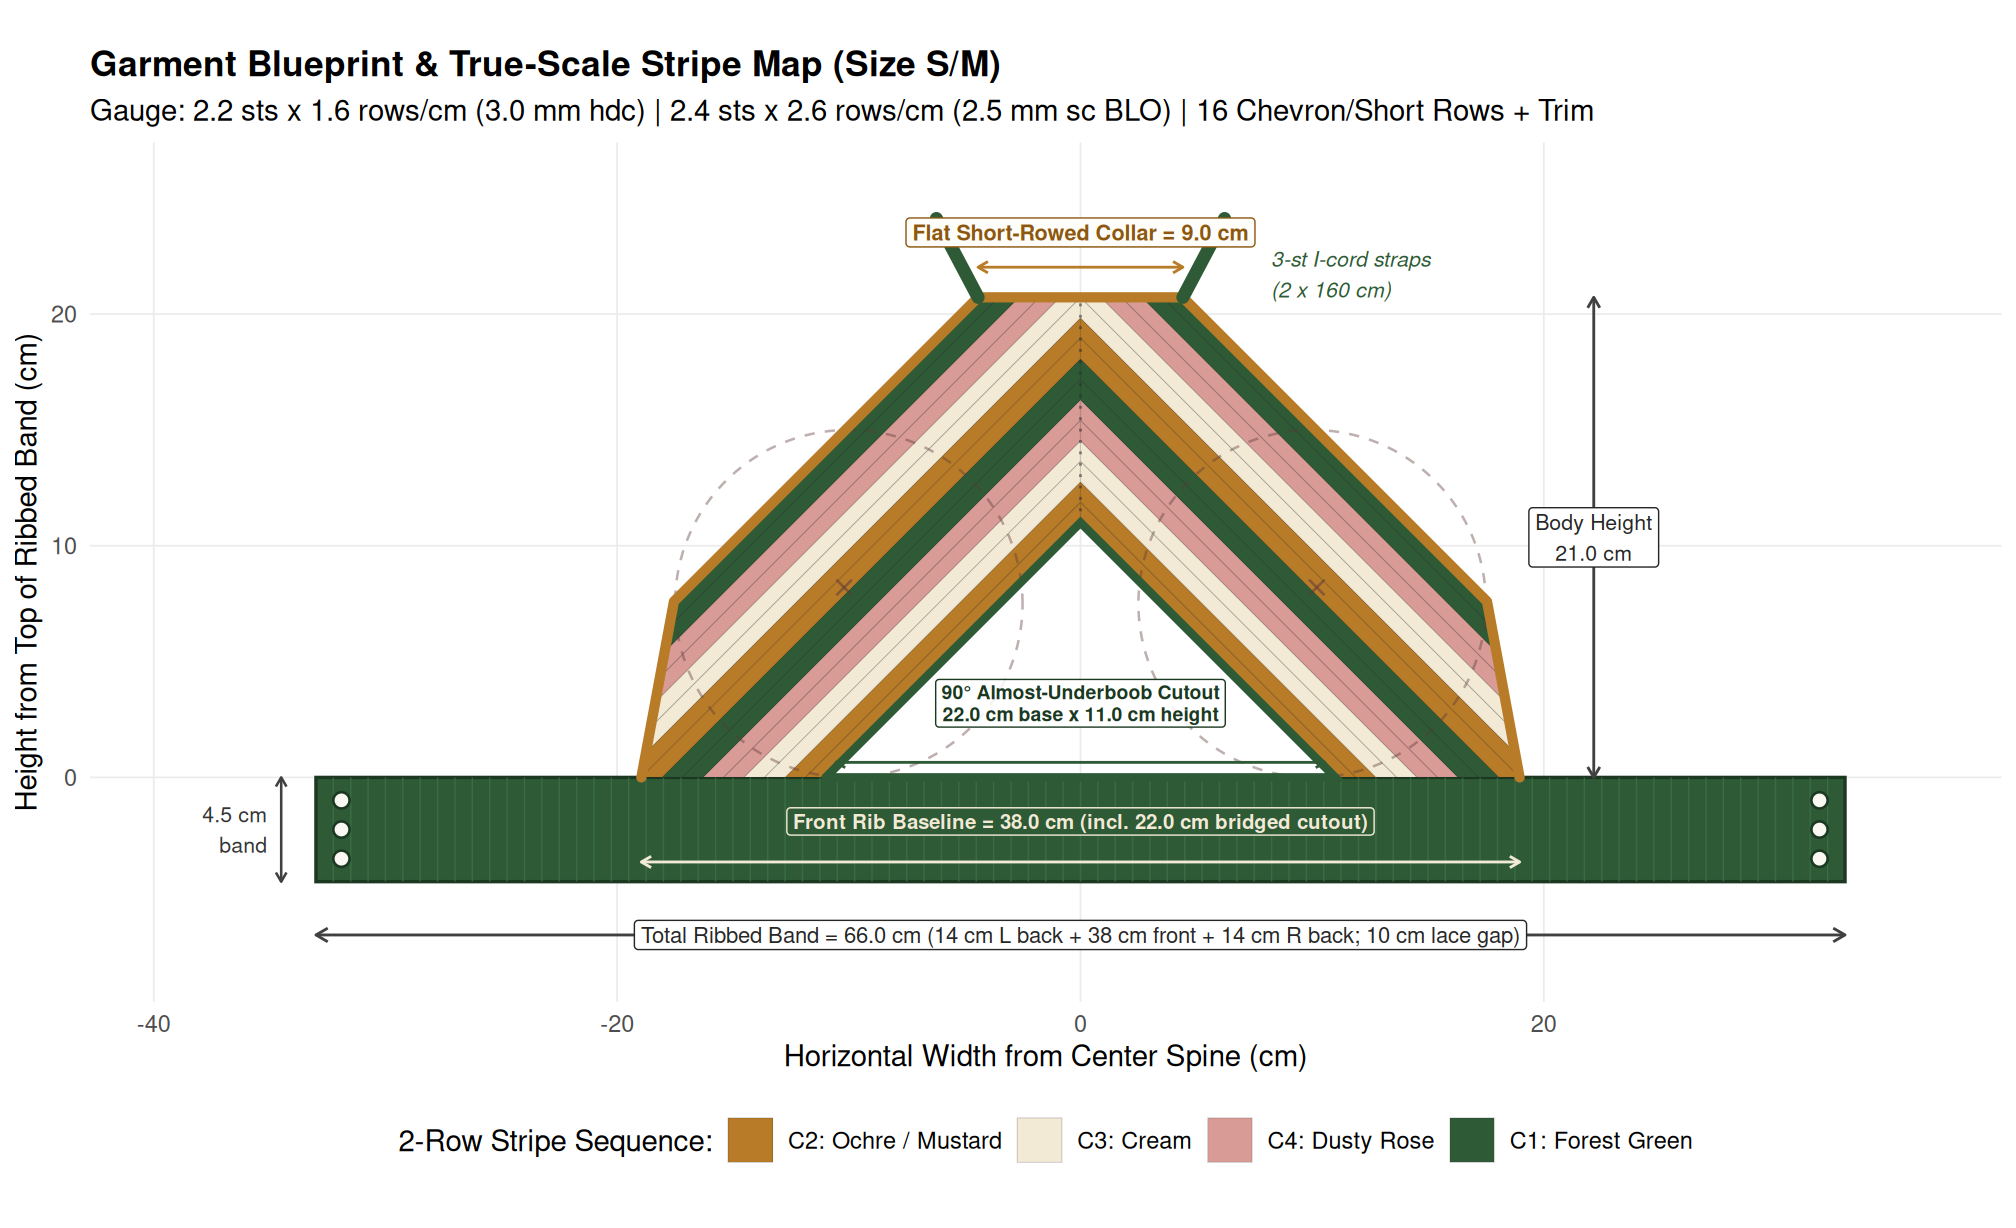 Garment Blueprint & True-Scale Stripe Map (Size S/M)
Gauge: 2.2 sts x 1.6 rows/cm (3.0 mm hdc) | 2.4 sts x 2.6 rows/cm (2.5 mm sc BLO) | 16 Chevron/Short Rows + Trim
Flat Short-Rowed Collar = 9.0 cm
3-st I-cord straps
(2 x 160 cm)
20
10
0
Height from Top of Ribbed Band (cm)
Body Height
21.0 cm
90° Almost-Underboob Cutout
22.0 cm base x 11.0 cm height
4.5 cm
band
Front Rib Baseline = 38.0 cm (incl. 22.0 cm bridged cutout)
Total Ribbed Band = 66.0 cm (14 cm L back + 38 cm front + 14 cm R back; 10 cm lace gap)
-40
-20
0
20
Horizontal Width from Center Spine (cm)
2-Row Stripe Sequence:
C2: Ochre / Mustard
C3: Cream
C4: Dusty Rose
C1: Forest Green